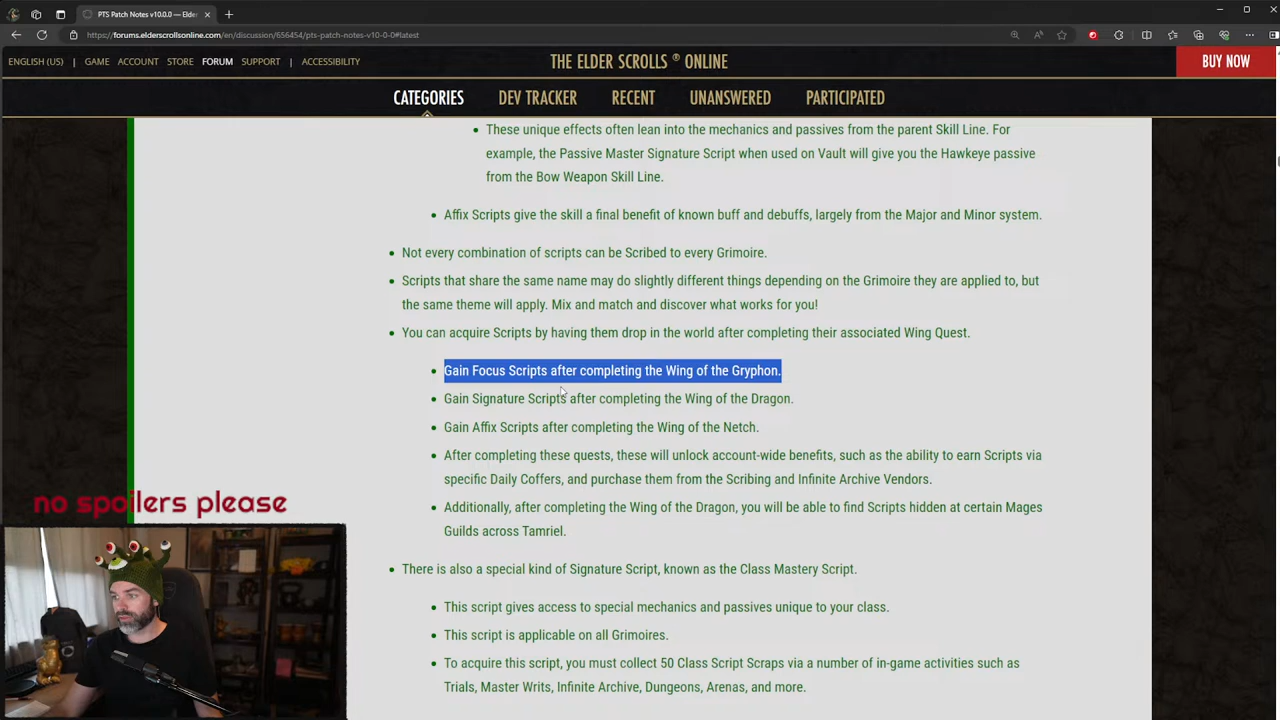 PTS Patch Notes v10.0.0 — Elder
https://forums.elderscrollsonline.com/en/discussion/656454/pts-patch-notes-v10-0-0#latest
ENGLISH (US) | GAME ACCOUNT STORE FORUM SUPPORT | ACCESSIBILITY
THE ELDER SCROLLS ® ONLINE
BUY NOW
CATEGORIES DEV TRACKER RECENT UNANSWERED PARTICIPATED
These unique effects often lean into the mechanics and passives from the parent Skill Line. For
example, the Passive Master Signature Script when used on Vault will give you the Hawkeye passive
from the Bow Weapon Skill Line.
Affix Scripts give the skill a final benefit of known buff and debuffs, largely from the Major and Minor system.
Not every combination of scripts can be Scribed to every Grimoire.
Scripts that share the same name may do slightly different things depending on the Grimoire they are applied to, but
the same theme will apply. Mix and match and discover what works for you!
You can acquire Scripts by having them drop in the world after completing their associated Wing Quest.
Gain Focus Scripts after completing the Wing of the Gryphon.
Gain Signature Scripts after completing the Wing of the Dragon.
Gain Affix Scripts after completing the Wing of the Netch.
After completing these quests, these will unlock account-wide benefits, such as the ability to earn Scripts via
specific Daily Coffers, and purchase them from the Scribing and Infinite Archive Vendors.
Additionally, after completing the Wing of the Dragon, you will be able to find Scripts hidden at certain Mages
Guilds across Tamriel.
There is also a special kind of Signature Script, known as the Class Mastery Script.
This script gives access to special mechanics and passives unique to your class.
This script is applicable on all Grimoires.
To acquire this script, you must collect 50 Class Script Scraps via a number of in-game activities such as
Trials, Master Writs, Infinite Archive, Dungeons, Arenas, and more.
no spoilers please